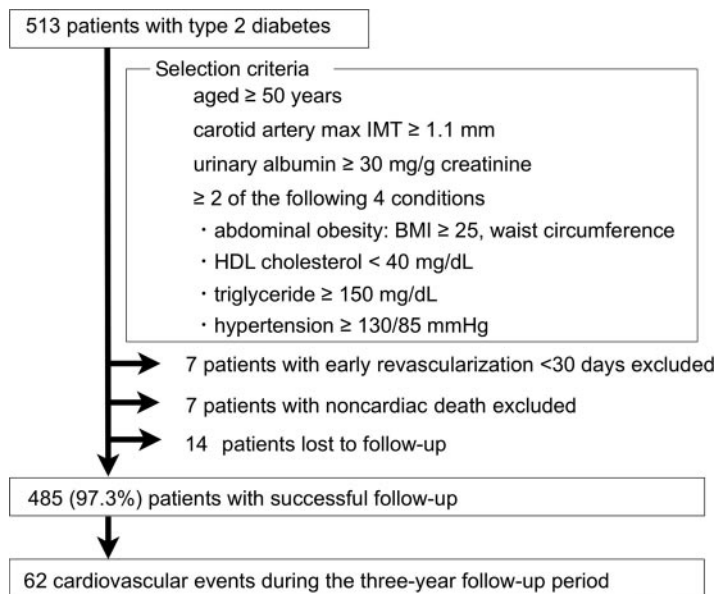 513 patients with type 2 diabetes
Selection criteria
aged ≥ 50 years
carotid artery max IMT ≥ 1.1 mm
urinary albumin ≥ 30 mg/g creatinine
≥ 2 of the following 4 conditions
・abdominal obesity: BMI ≥ 25, waist circumference
・HDL cholesterol < 40 mg/dL
・triglyceride ≥ 150 mg/dL
・hypertension ≥ 130/85 mmHg
7 patients with early revascularization <30 days excluded
7 patients with noncardiac death excluded
14 patients lost to follow-up
485 (97.3%) patients with successful follow-up
62 cardiovascular events during the three-year follow-up period